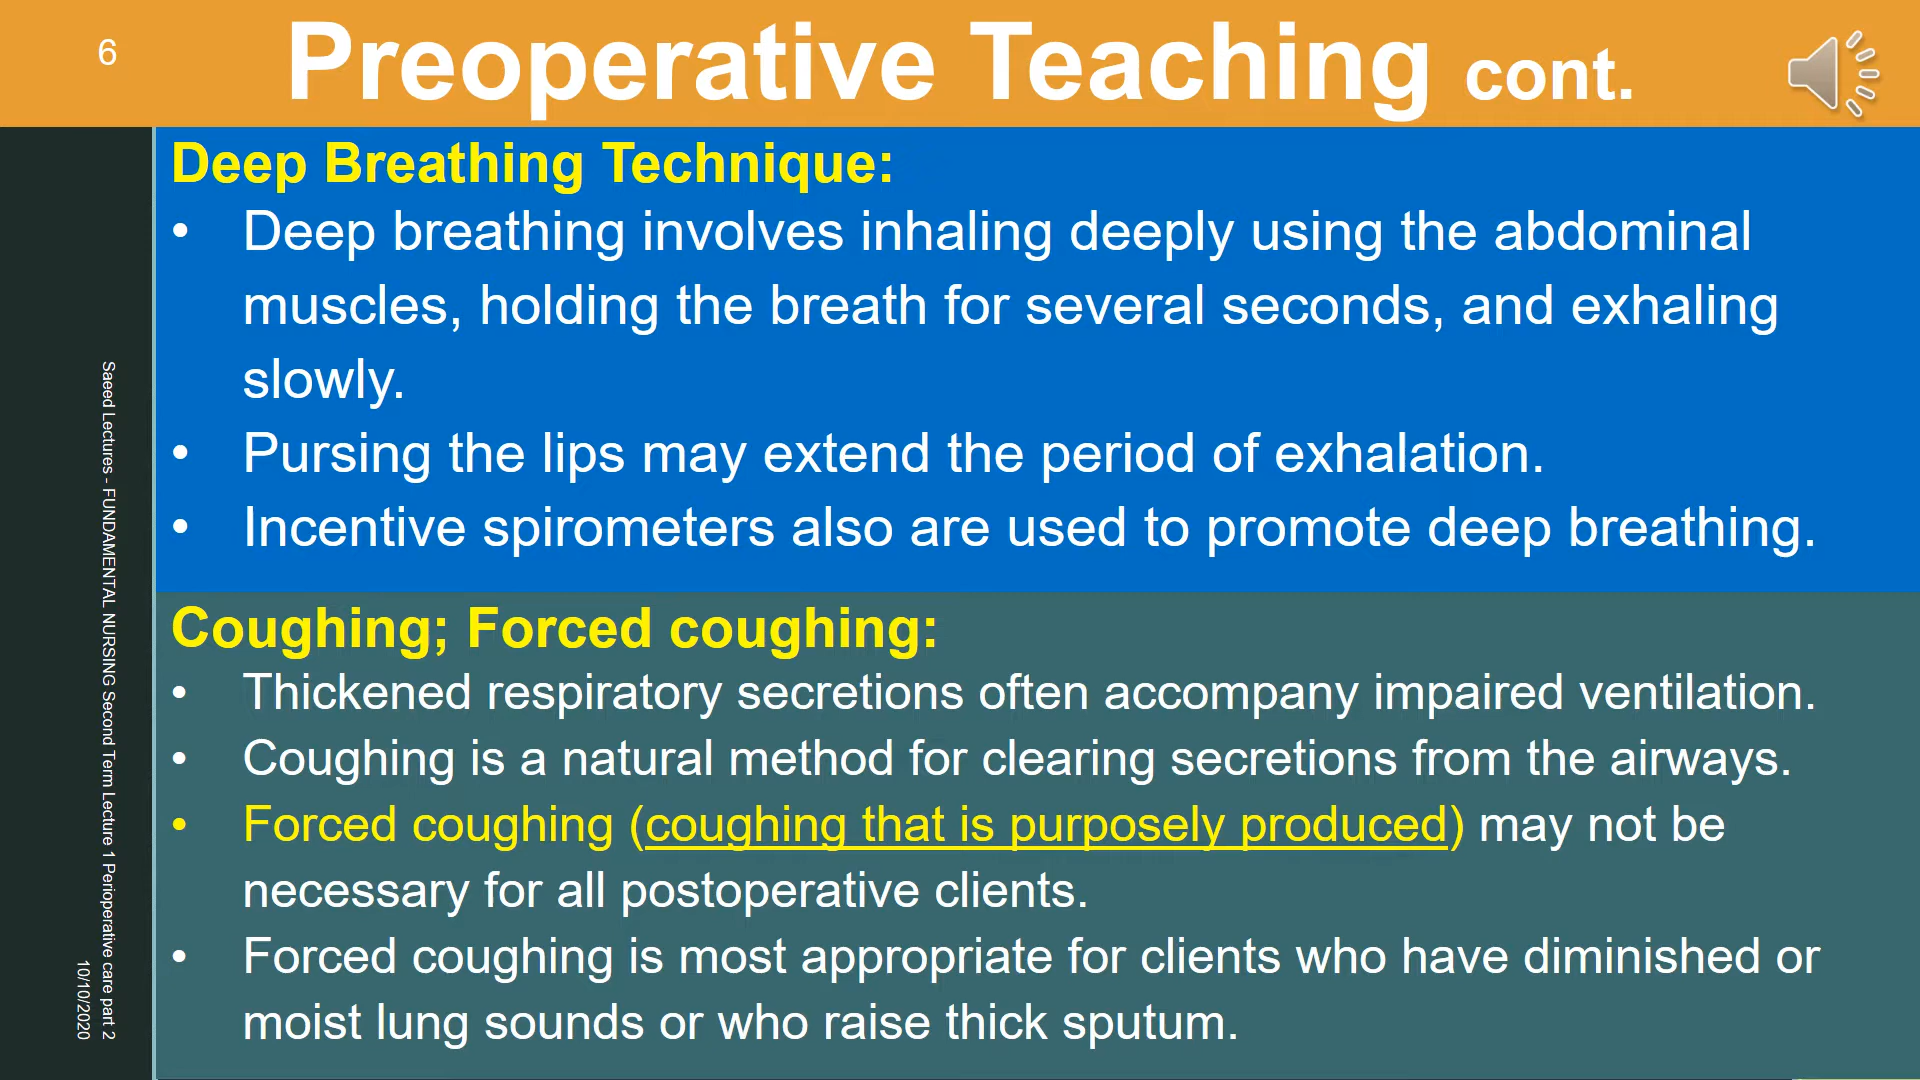 6
Preoperative Teaching cont.
Deep Breathing Technique:
• Deep breathing involves inhaling deeply using the abdominal
muscles, holding the breath for several seconds, and exhaling
slowly.
• Pursing the lips may extend the period of exhalation.
• Incentive spirometers also are used to promote deep breathing.
Coughing; Forced coughing:
• Thickened respiratory secretions often accompany impaired ventilation.
• Coughing is a natural method for clearing secretions from the airways.
• Forced coughing (coughing that is purposely produced) may not be
necessary for all postoperative clients.
• Forced coughing is most appropriate for clients who have diminished or
moist lung sounds or who raise thick sputum.
Saeed Lectures - FUNDAMENTAL NURSING Second Term Lecture 1 Perioperative care part 2
10/10/2020